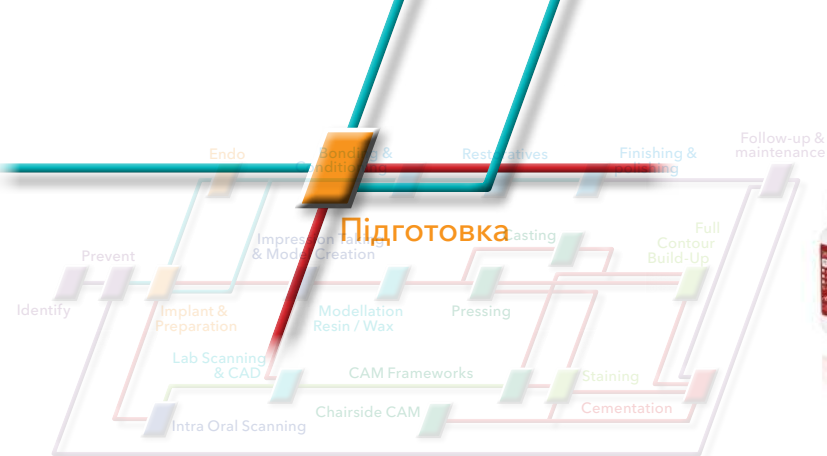 Follow-up &
maintenance
Endo
Bonding &
Conditioning
Restoratives
Finishing &
polishing
Підготовка
Impression Taking
& Model Creation
Casting
Full
Contour
Build-Up
Prevent
Identify
Implant &
Preparation
Modellation
Resin / Wax
Pressing
Lab Scanning
& CAD
CAM Frameworks
Staining
Chairside CAM
Cementation
Intra Oral Scanning